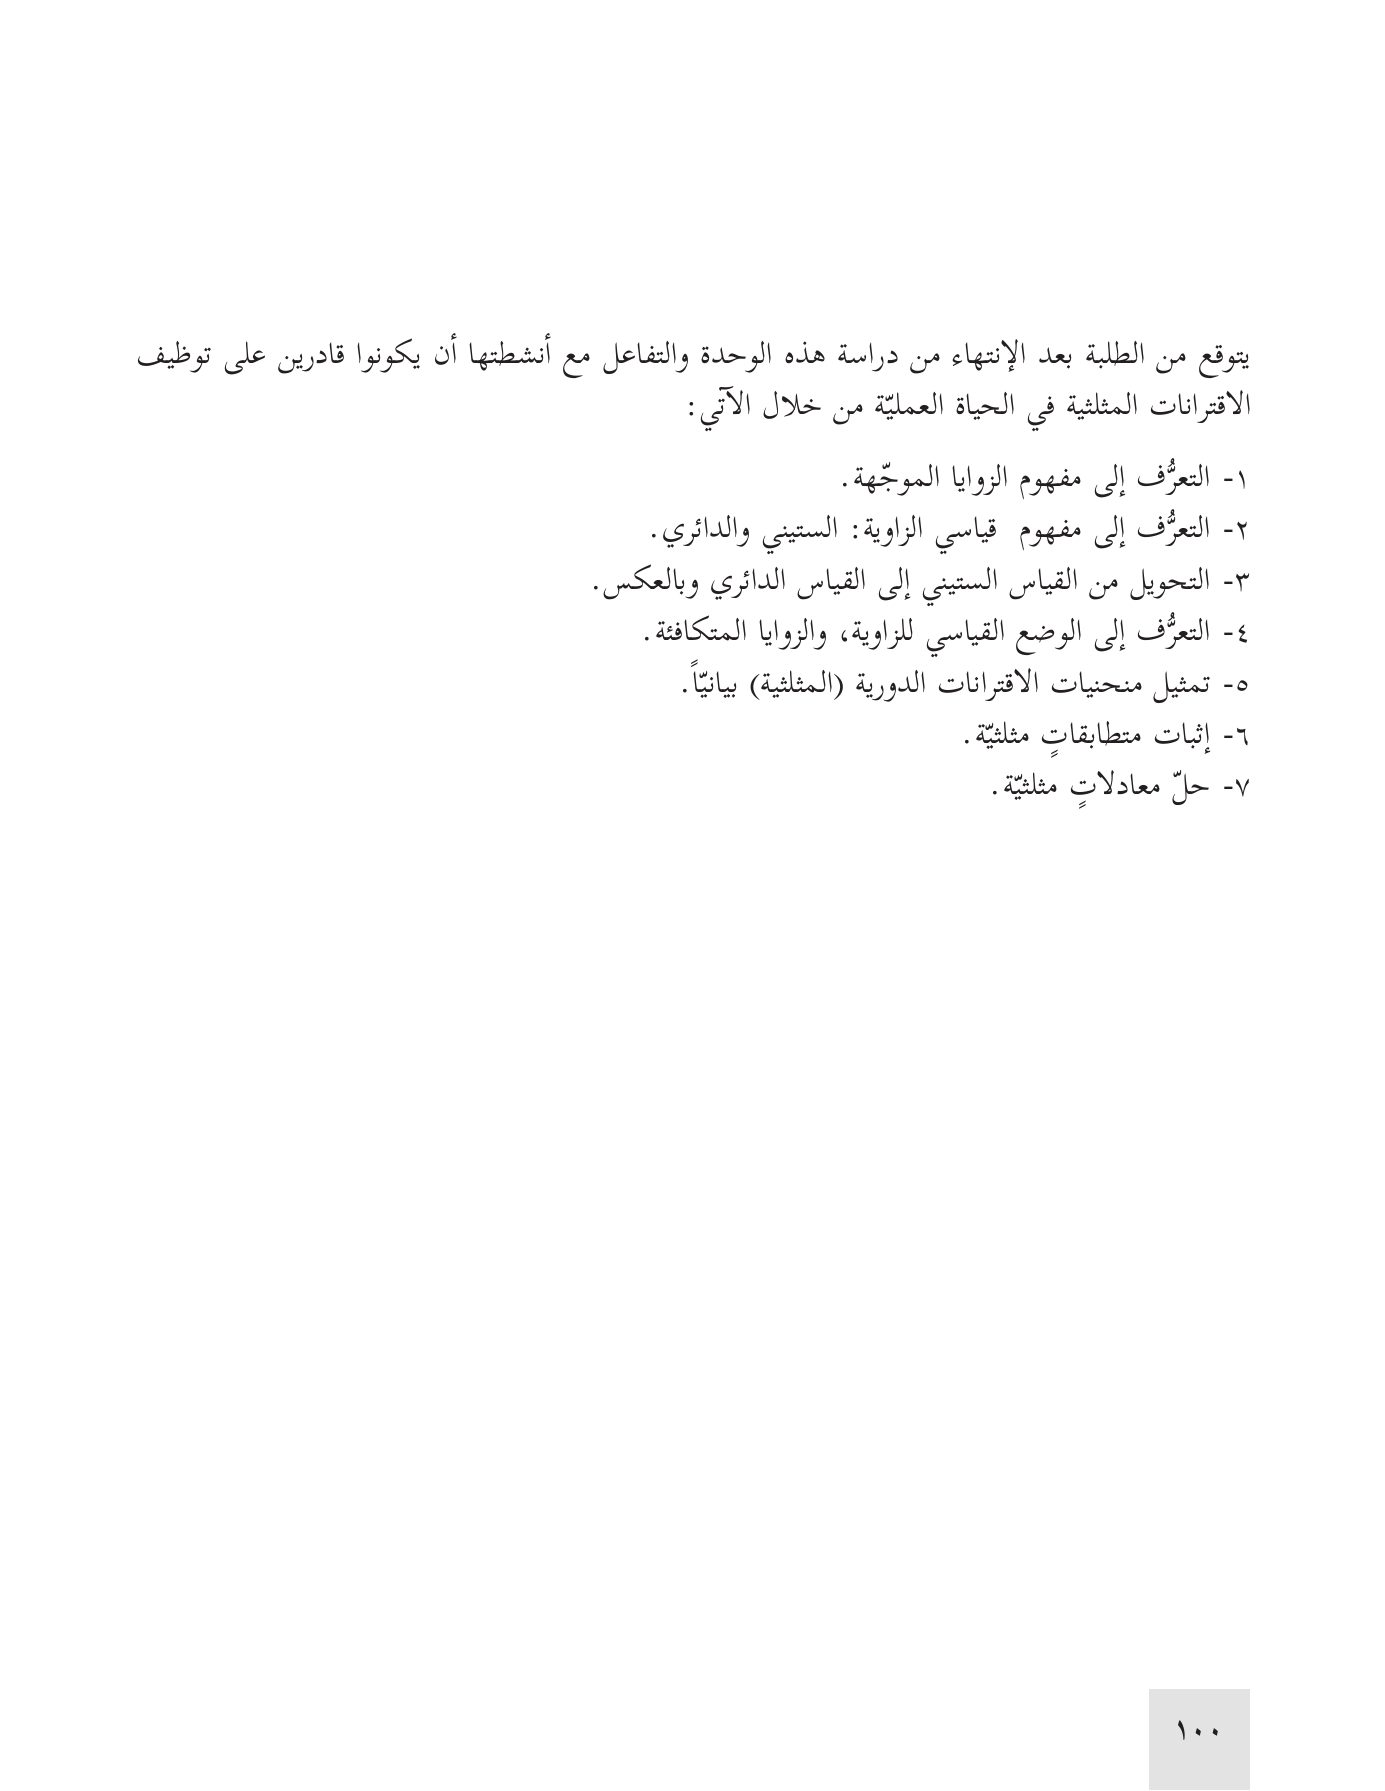 يتوقع من الطلبة بعد الإنتهاء من دراسة هذه الوحدة والتفاعل مع أنشطتها أن يكونوا قادرين على توظيف
الاقترانات المثلثية في الحياة العمليّة من خلال الآتي:
١- التعرُّف إلى مفهوم الزوايا الموجّهة.
٢- التعرُّف إلى مفهوم قياسي الزاوية: الستيني والدائري.
٣- التحويل من القياس الستيني إلى القياس الدائري وبالعكس.
٤- التعرُّف إلى الوضع القياسي للزاوية، والزوايا المتكافئة.
٥- تمثيل منحنيات الاقترانات الدورية (المثلثية) بيانيّاً.
٦- إثبات متطابقاتٍ مثلثيّة.
٧- حلّ معادلاتٍ مثلثيّة.
١٠٠